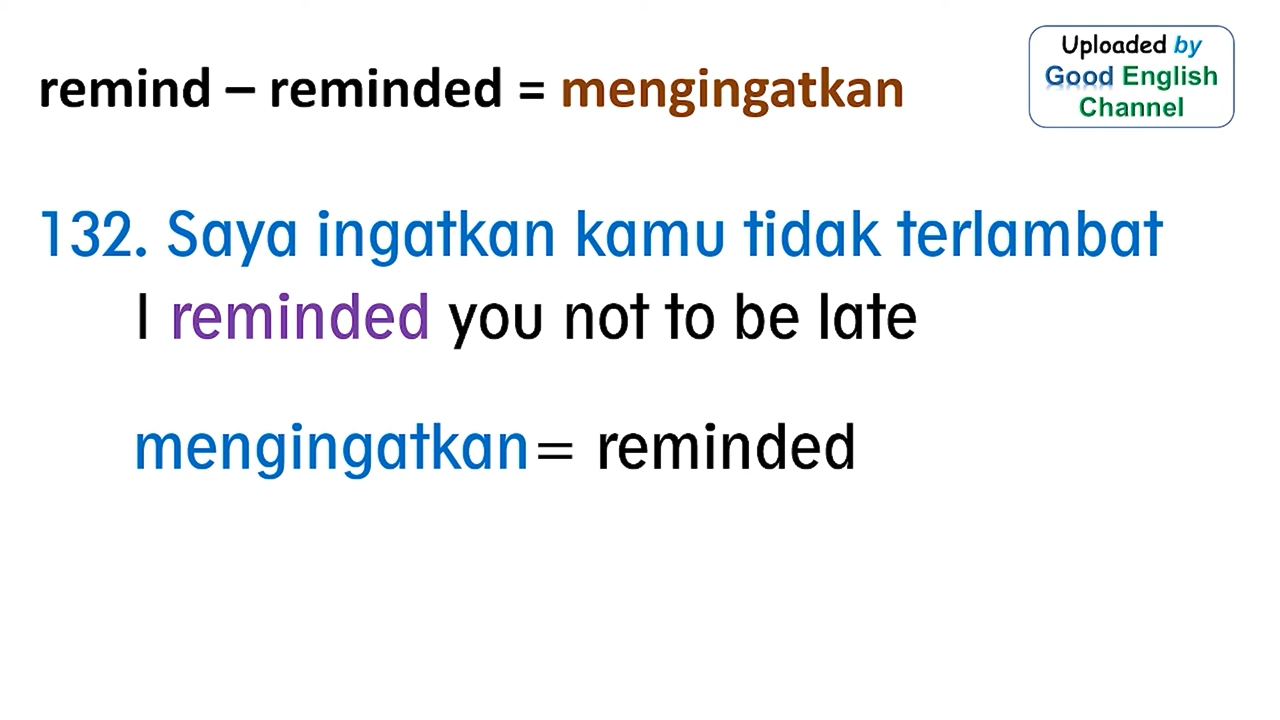 remind – reminded = mengingatkan
Uploaded by
Good English
Channel
132. Saya ingatkan kamu tidak terlambat
I reminded you not to be late
mengingatkan = reminded